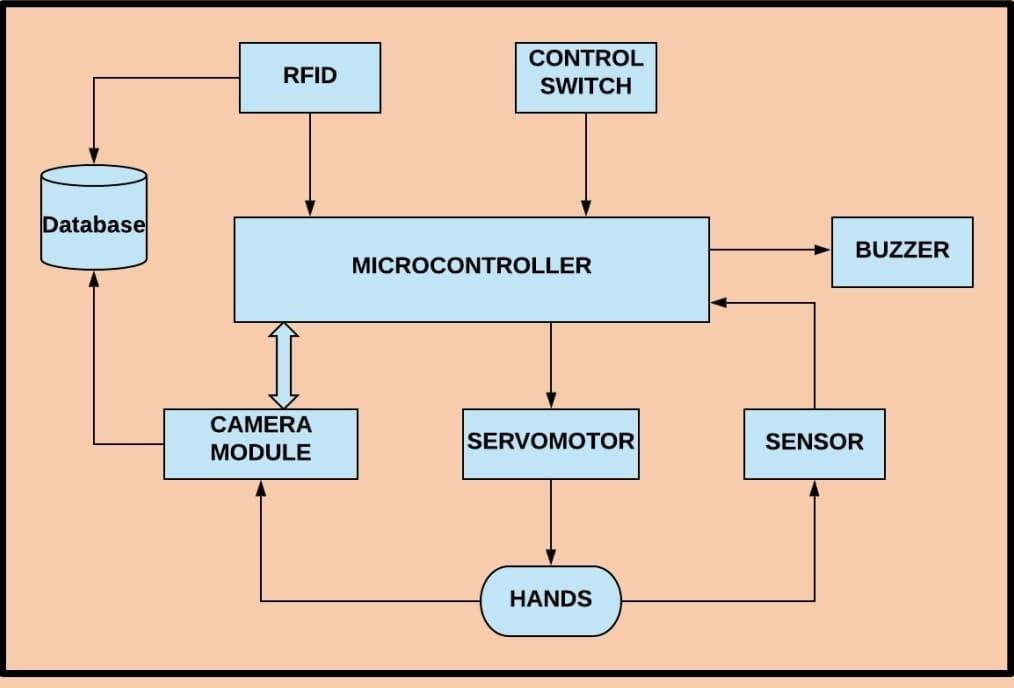 RFID
CONTROL
SWITCH
Database
MICROCONTROLLER
BUZZER
CAMERA
MODULE
SERVOMOTOR
SENSOR
HANDS